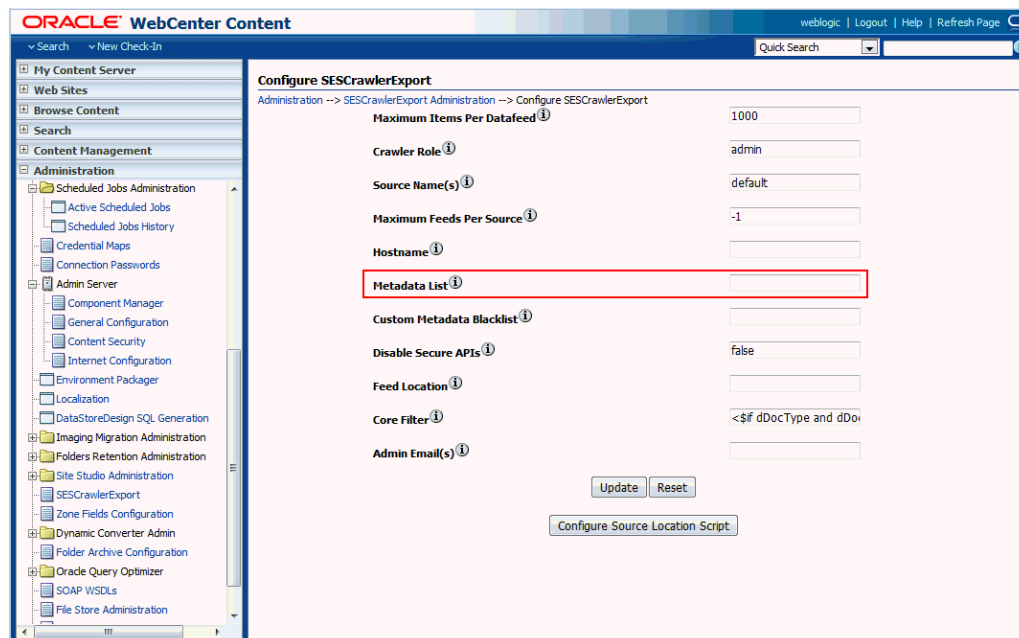 ORACLE WebCenter Content
weblogic | Logout | Help | Refresh Page
Search New Check-In
Quick Search
My Content Server
Web Sites
Browse Content
Search
Content Management
Administration
Scheduled Jobs Administration
Active Scheduled Jobs
Scheduled Jobs History
Credential Maps
Connection Passwords
Admin Server
Component Manager
General Configuration
Content Security
Internet Configuration
Environment Packager
Localization
DataStoreDesign SQL Generation
Imaging Migration Administration
Folders Retention Administration
Site Studio Administration
SESCrawlerExport
Zone Fields Configuration
Dynamic Converter Admin
Folder Archive Configuration
Oracle Query Optimizer
SOAP WSDLs
File Store Administration
Configure SESCrawlerExport
Administration --> SESCrawlerExport Administration --> Configure SESCrawlerExport
Maximum Items Per Datafeed 1000
Crawler Role admin
Source Name(s) default
Maximum Feeds Per Source -1
Hostname
Metadata List
Custom Metadata Blacklist
Disable Secure APIs false
Feed Location
Core Filter <$if dDocType and dDoc
Admin Email(s)
Update Reset
Configure Source Location Script